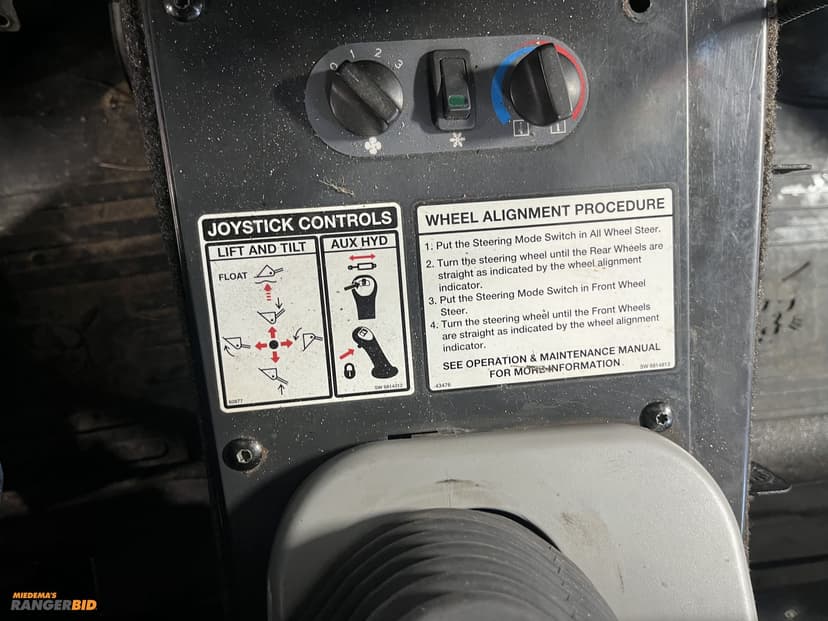 0 1 2 3
JOYSTICK CONTROLS
LIFT AND TILT
AUX HYD
FLOAT
SW 6814812
WHEEL ALIGNMENT PROCEDURE
1. Put the Steering Mode Switch in All Wheel Steer.
2. Turn the steering wheel until the Rear Wheels are
straight as indicated by the wheel alignment
indicator.
3. Put the Steering Mode Switch in Front Wheel
Steer.
4. Turn the steering wheel until the Front Wheels
are straight as indicated by the wheel alignment
indicator.
SEE OPERATION & MAINTENANCE MANUAL
FOR MORE INFORMATION
SW 6814813
MIEDEMA'S
RANGERBID